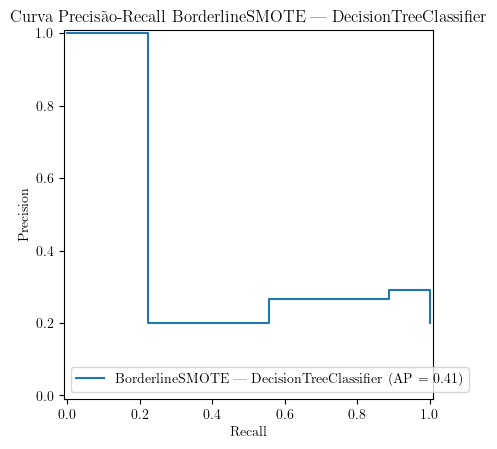 Curva Precisão-Recall BorderlineSMOTE — DecisionTreeClassifier
1.0
0.8
0.6
0.4
0.2
0.0
Precision
BorderlineSMOTE — DecisionTreeClassifier (AP = 0.41)
0.0 0.2 0.4 0.6 0.8 1.0
Recall